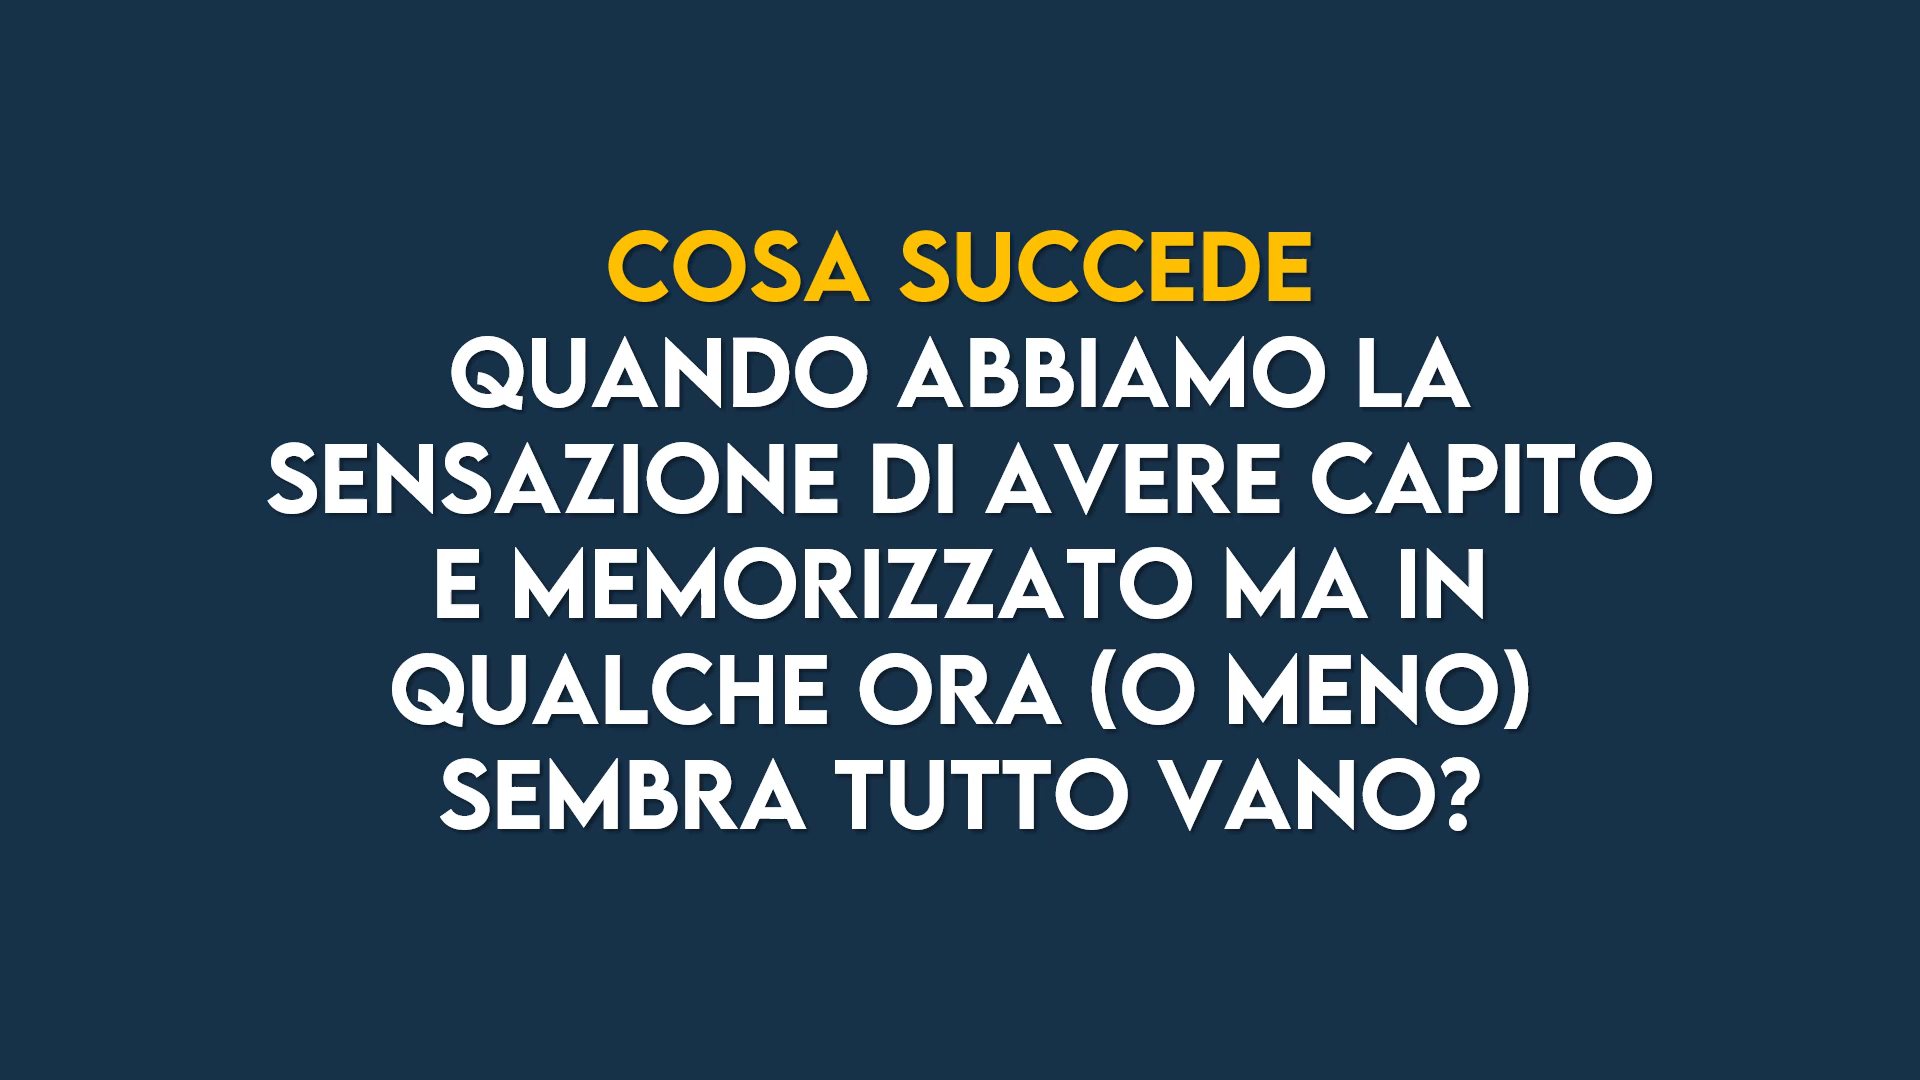 COSA SUCCEDE
QUANDO ABBIAMO LA
SENSAZIONE DI AVERE CAPITO
E MEMORIZZATO MA IN
QUALCHE ORA (O MENO)
SEMBRA TUTTO VANO?